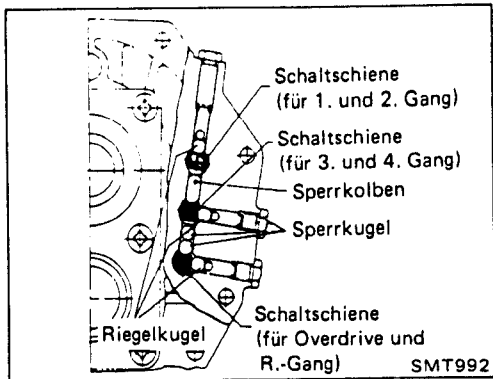 Schaltschiene
(für 1. und 2. Gang)
Schaltschiene
(für 3. und 4. Gang)
Sperrkolben
Sperrkugel
Riegelkugel
Schaltschiene
(für Overdrive und
R.-Gang)
SMT992